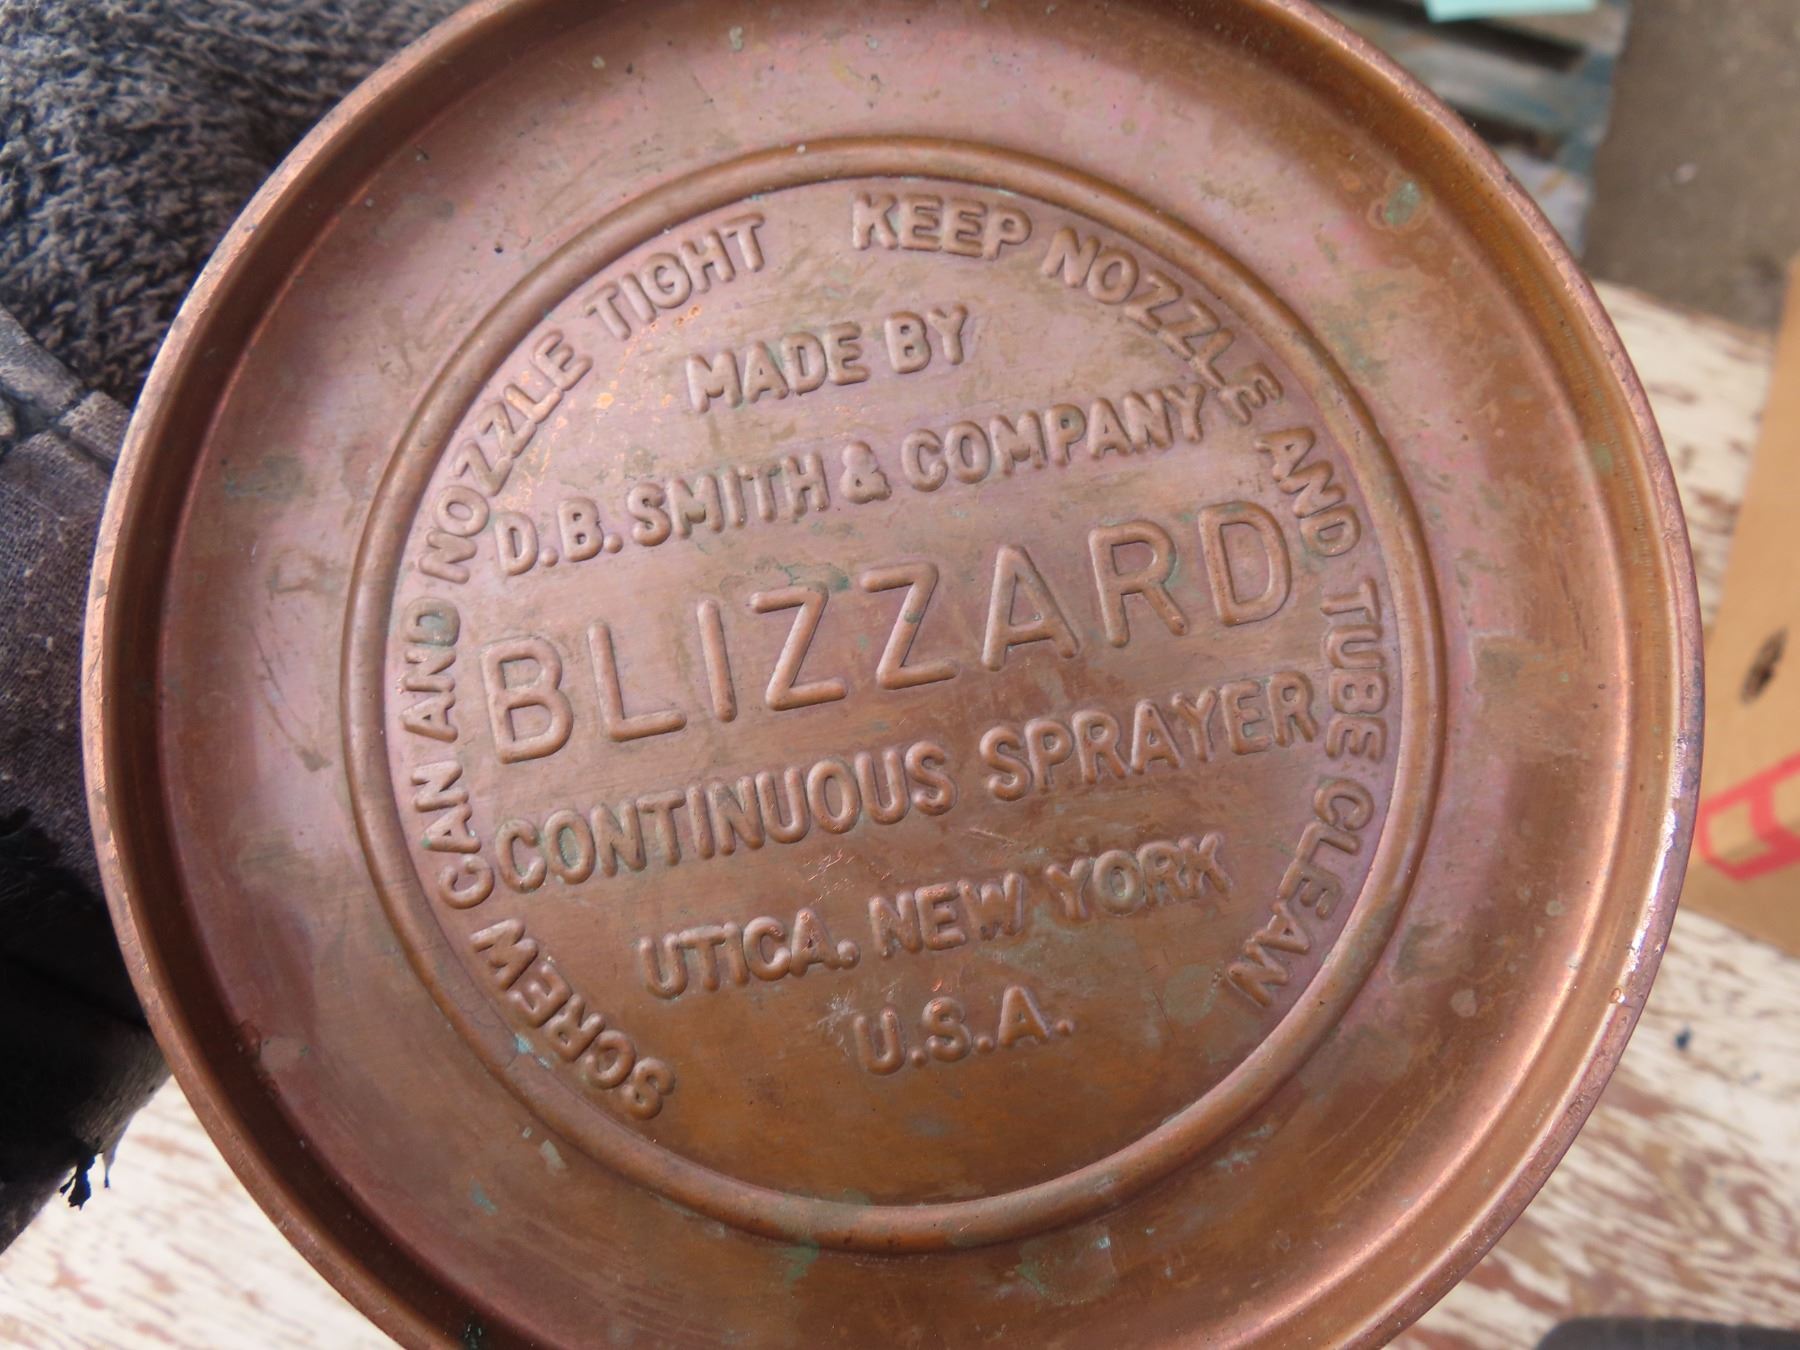 SCREW CAN AND NOZZLE TIGHT
KEEP NOZZLE AND TUBE CLEAN
MADE BY
D.B. SMITH & COMPANY
BLIZZARD
CONTINUOUS SPRAYER
UTICA, NEW YORK
U.S.A.